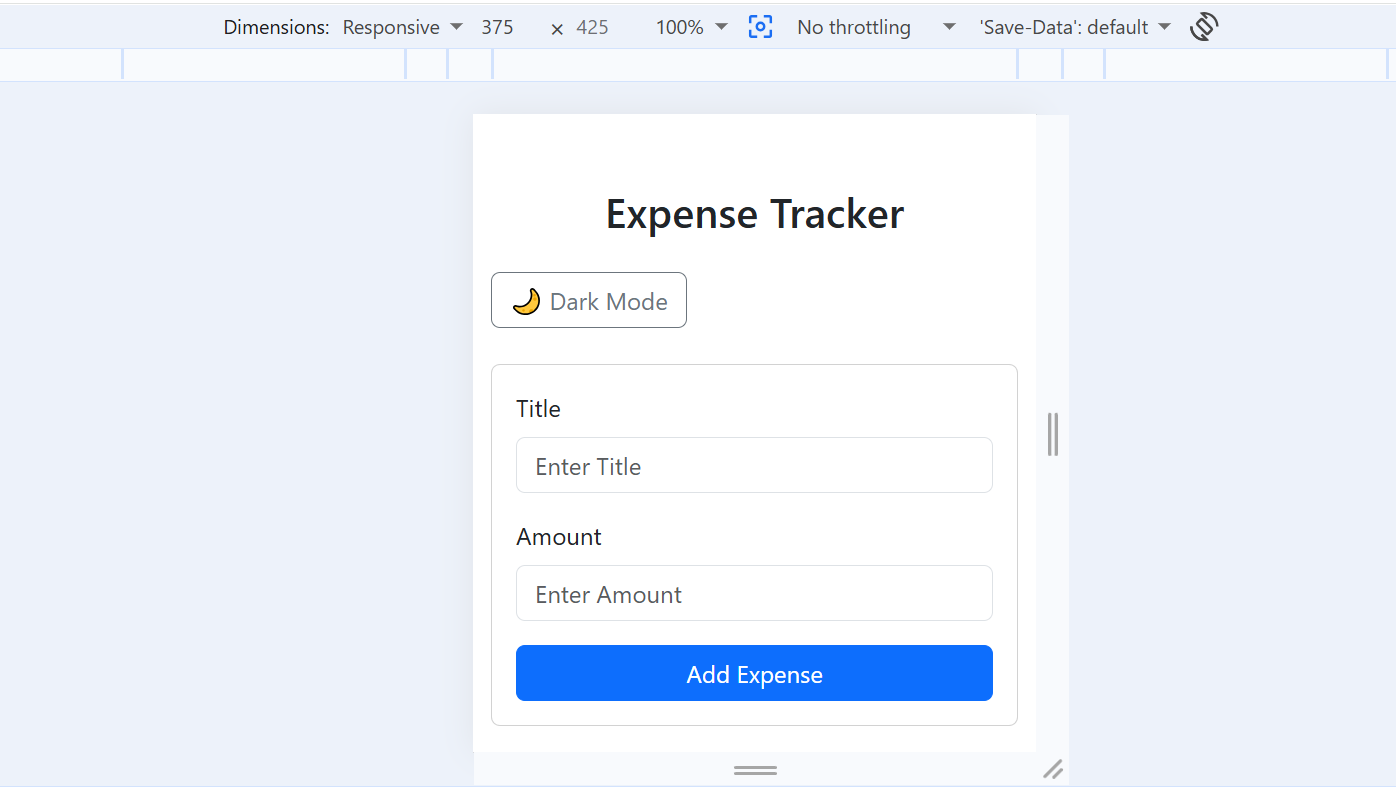 Dimensions: Responsive 375 × 425 100% No throttling 'Save-Data': default
Expense Tracker
🌙 Dark Mode
Title
Enter Title
Amount
Enter Amount
Add Expense